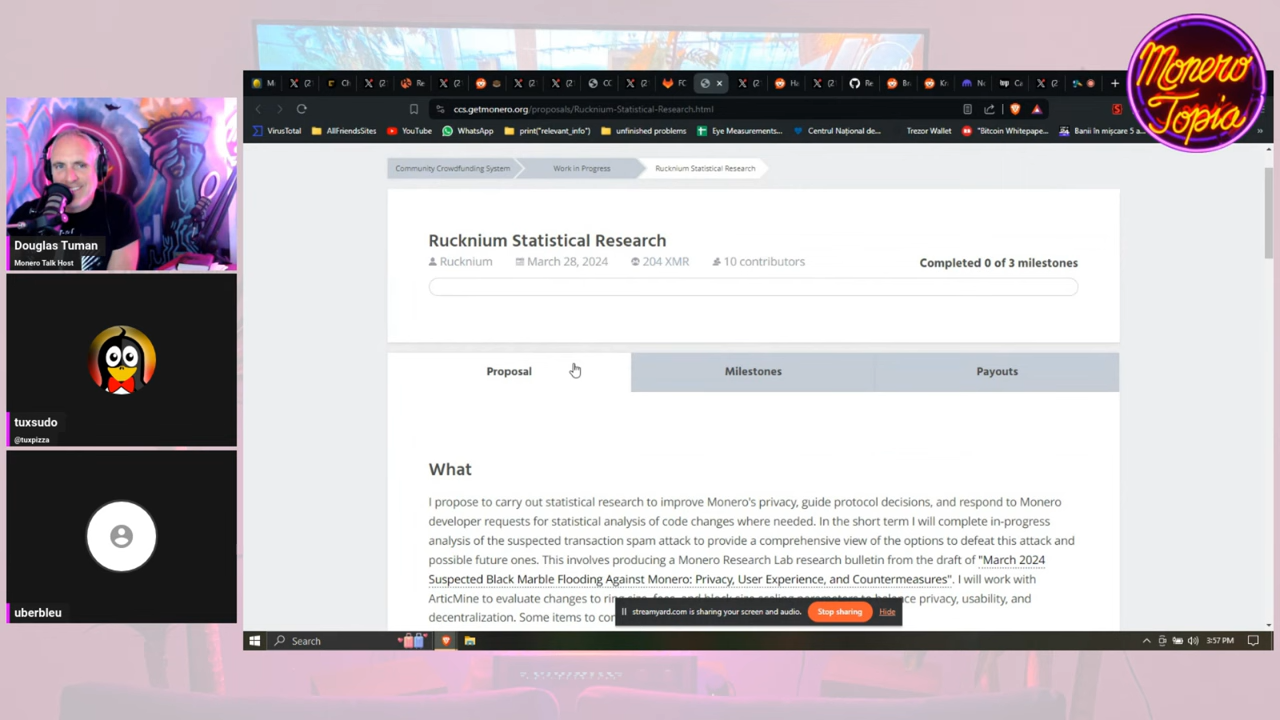 Monero
Topia
ccs.getmonero.org/proposals/Rucknium-Statistical-Research.html
VirusTotal
AllFriendsSites
YouTube
WhatsApp
print("relevant_info")
unfinished problems
Eye Measurements...
Centrul Național de...
Trezor Wallet
"Bitcoin Whitepape...
Banii în mișcare 5 a...
Community Crowdfunding System
Work in Progress
Rucknium Statistical Research
Rucknium Statistical Research
Rucknium
March 28, 2024
204 XMR
10 contributors
Completed 0 of 3 milestones
Proposal
Milestones
Payouts
What
I propose to carry out statistical research to improve Monero's privacy, guide protocol decisions, and respond to Monero
developer requests for statistical analysis of code changes where needed. In the short term I will complete in-progress
analysis of the suspected transaction spam attack to provide a comprehensive view of the options to defeat this attack and
possible future ones. This involves producing a Monero Research Lab research bulletin from the draft of "March 2024
Suspected Black Marble Flooding Against Monero: Privacy, User Experience, and Countermeasures". I will work with
ArticMine to evaluate changes to ring balance privacy, usability, and
decentralization. Some items to
streamyard.com is sharing your screen and audio.
Stop sharing
Hide
Search
3:57 PM
Douglas Tuman
Monero Talk Host
tuxsudo
@tuxpizza
uberbleu